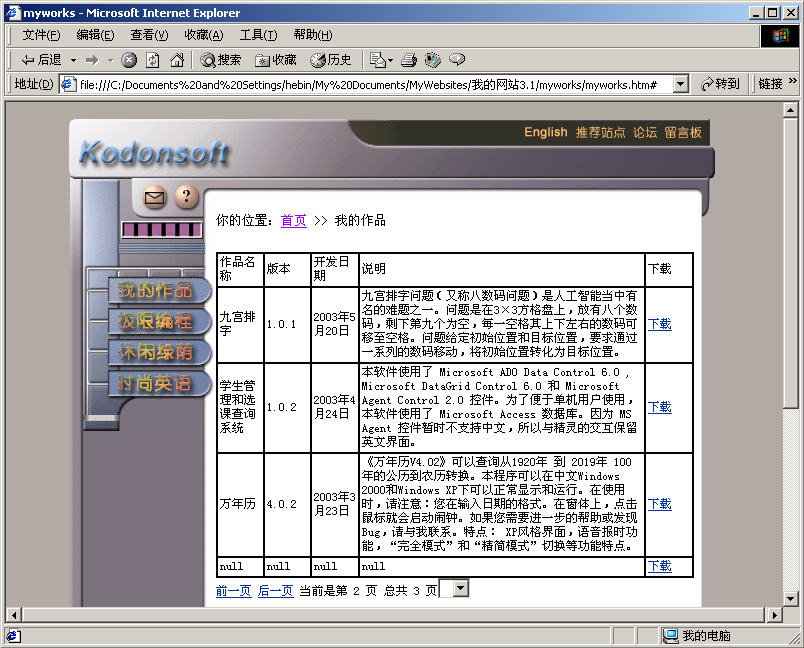 myworks - Microsoft Internet Explorer
文件(F) 编辑(E) 查看(V) 收藏(A) 工具(T) 帮助(H)
后退 搜索 收藏 历史
地址(D) file:///C:/Documents%20and%20Settings/hebin/My%20Documents/MyWebsites/我的网站3.1/myworks/myworks.htm# 转到 链接 »
English 推荐站点 论坛 留言板
Kodonsoft
?
你的位置: 首页 >> 我的作品
我的作品
极限编程
休闲绿荫
时尚英语
作品名
称
版本
开发日
期
说明
下载
九宫排
字
1.0.1
2003年5
月20日
九宫排字问题(又称八数码问题)是人工智能当中有
名的难题之一。问题是在3×3方格盘上,放有八个数
码,剩下第九个为空,每一空格其上下左右的数码可
移至空格。问题给定初始位置和目标位置,要求通过
一系列的数码移动,将初始位置转化为目标位置。
下载
学生管
理和选
课查询
系统
1.0.2
2003年4
月24日
本软件使用了 Microsoft ADO Data Control 6.0 ,
Microsoft DataGrid Control 6.0 和 Microsoft
Agent Control 2.0 控件。为了便于单机用户使用,
本软件使用了 Microsoft Access 数据库。因为 MS
Agent 控件暂时不支持中文,所以与精灵的交互保留
英文界面。
下载
万年历
4.0.2
2003年3
月23日
《万年历V4.02》可以查询从1920年 到 2019年 100
年的公历到农历转换。本程序可以在中文Windows
2000和Windows XP下可以正常显示和运行。在使用
时,请注意:您在输入日期的格式。在窗体上,点击
鼠标就会启动闹钟。如果您需要进一步的帮助或发现
Bug,请与我联系。特点: XP风格界面,语音报时功
能,“完全模式”和“精简模式”切换等功能特点。
下载
null null null null 下载
前一页 后一页 当前是第 2 页 总共 3 页
我的电脑